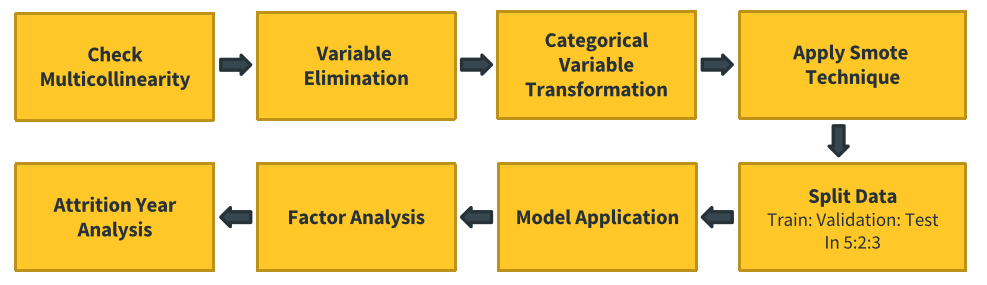 Check
Multicollinearity
Variable
Elimination
Categorical
Variable
Transformation
Apply Smote
Technique
Split Data
Train: Validation: Test
In 5:2:3
Model Application
Factor Analysis
Attrition Year
Analysis